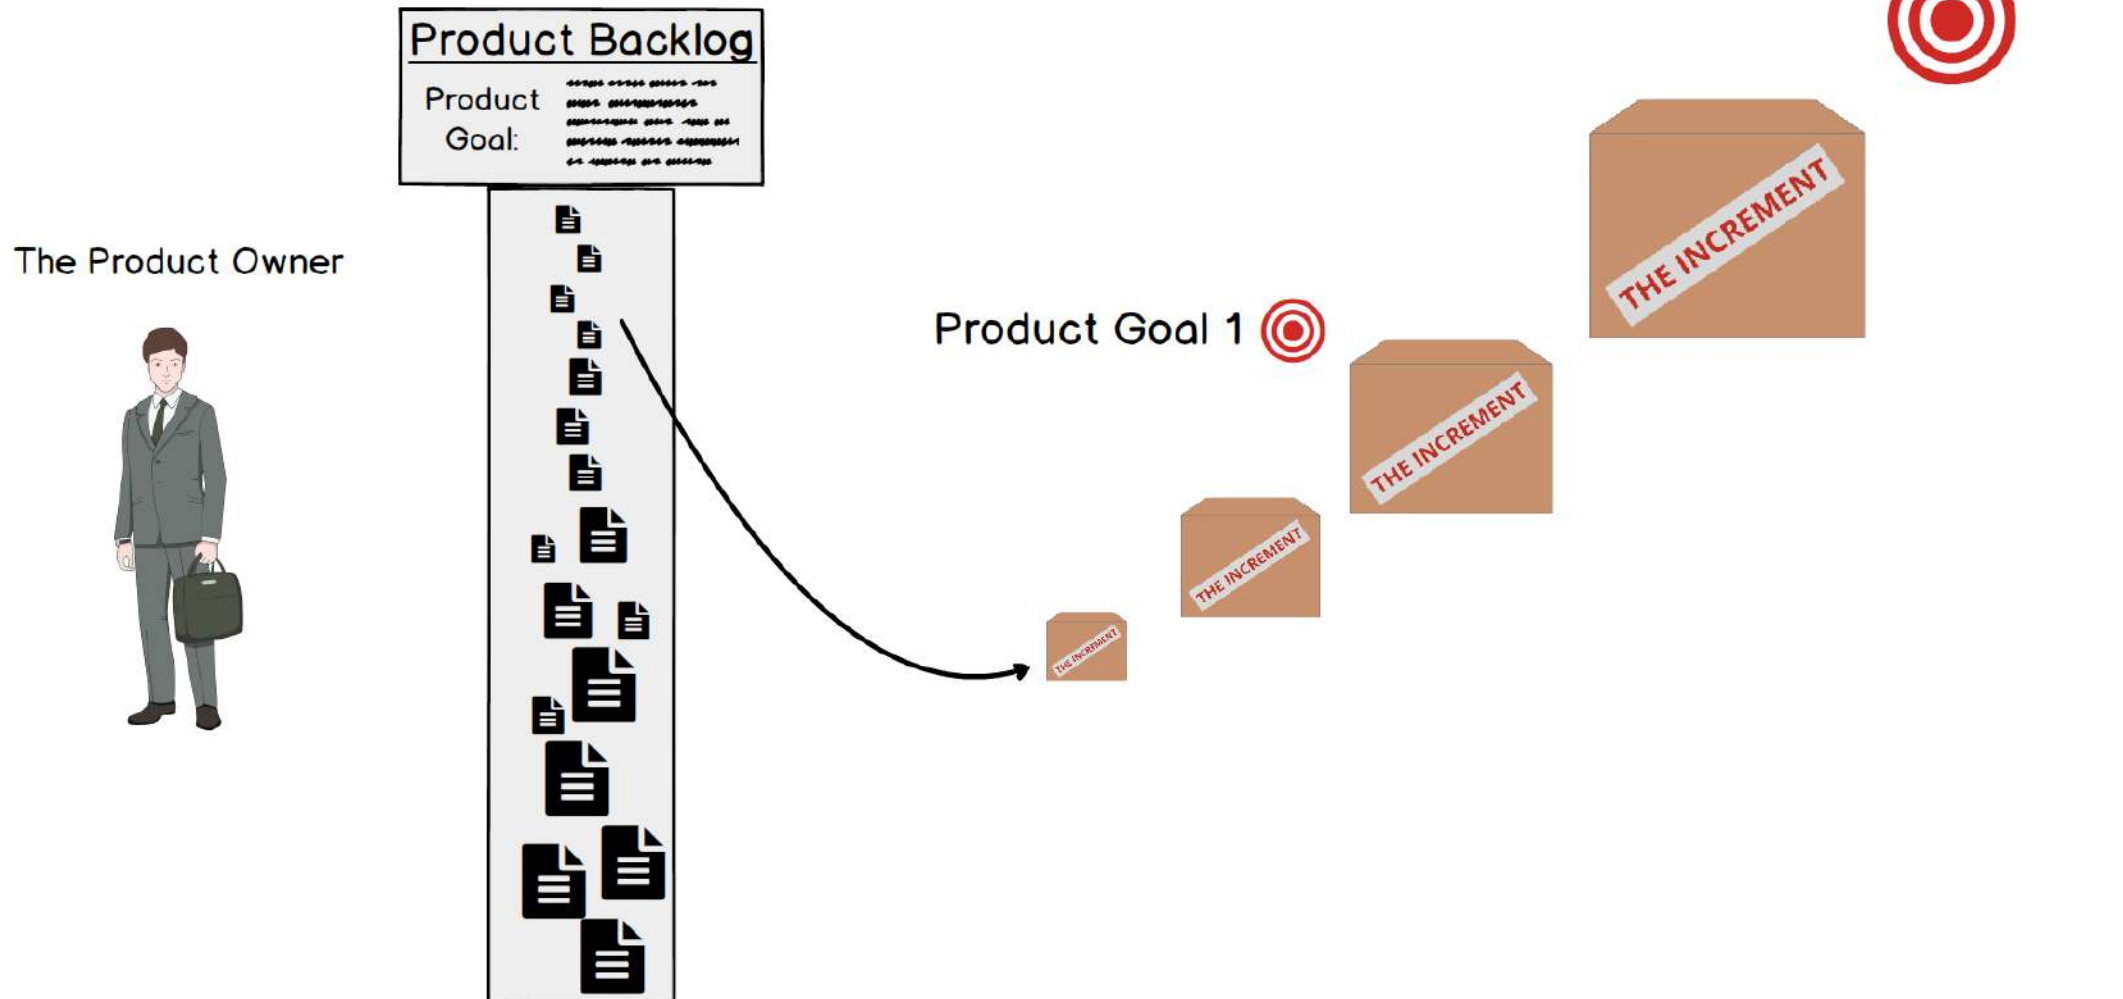 Product Backlog
Product
Goal:
The Product Owner
Product Goal 1
THE INCREMENT
THE INCREMENT
THE INCREMENT
THE INCREMENT